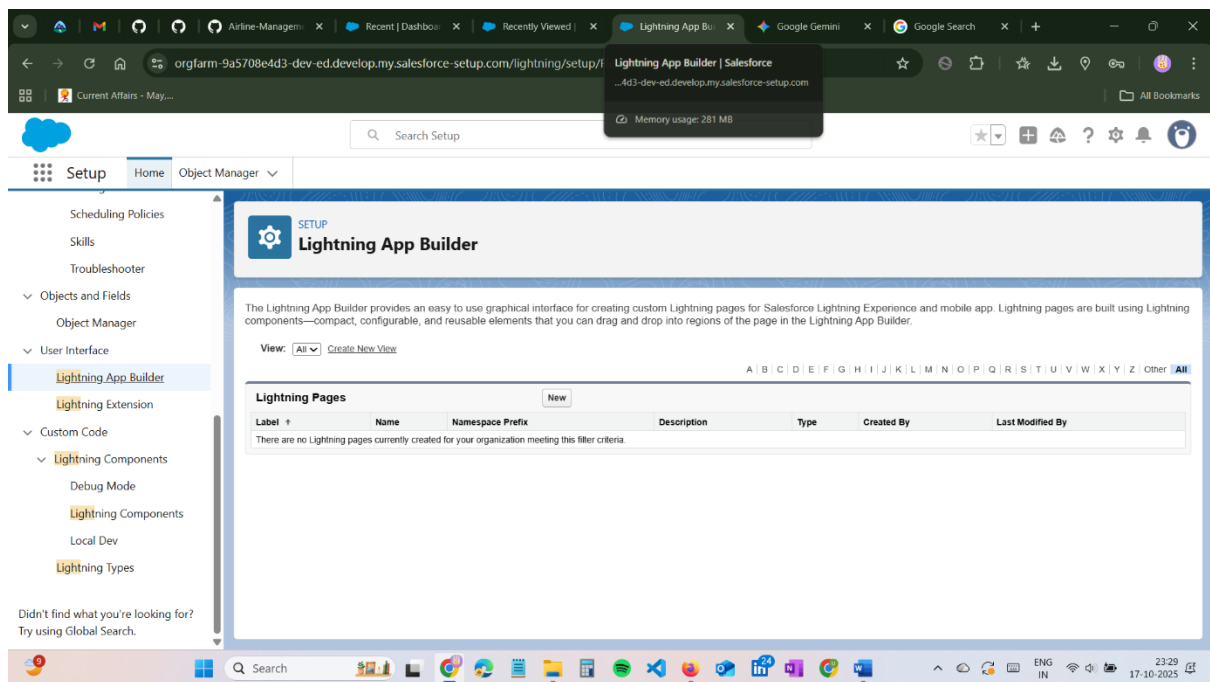 Airline-Managem
Recent | Dashboar
Recently Viewed |
Lightning App Bui
Google Gemini
Google Search
orgfarm-9a5708e4d3-dev-ed.develop.my.salesforce-setup.com/lightning/setup/F
Lightning App Builder | Salesforce
...4d3-dev-ed.develop.my.salesforce-setup.com
Memory usage: 281 MB
Current Affairs - May,...
All Bookmarks
Search Setup
Setup
Home
Object Manager
Scheduling Policies
Skills
Troubleshooter
Objects and Fields
Object Manager
User Interface
Lightning App Builder
Lightning Extension
Custom Code
Lightning Components
Debug Mode
Lightning Components
Local Dev
Lightning Types
Didn't find what you're looking for?
Try using Global Search.
SETUP
Lightning App Builder
The Lightning App Builder provides an easy to use graphical interface for creating custom Lightning pages for Salesforce Lightning Experience and mobile app. Lightning pages are built using Lightning
components—compact, configurable, and reusable elements that you can drag and drop into regions of the page in the Lightning App Builder.
View: All Create New View
A | B | C | D | E | F | G | H | I | J | K | L | M | N | O | P | Q | R | S | T | U | V | W | X | Y | Z | Other All
Lightning Pages New
Label ↑ Name Namespace Prefix Description Type Created By Last Modified By
There are no Lightning pages currently created for your organization meeting this filter criteria.
9
Search
24
ENG
IN
23:29
17-10-2025